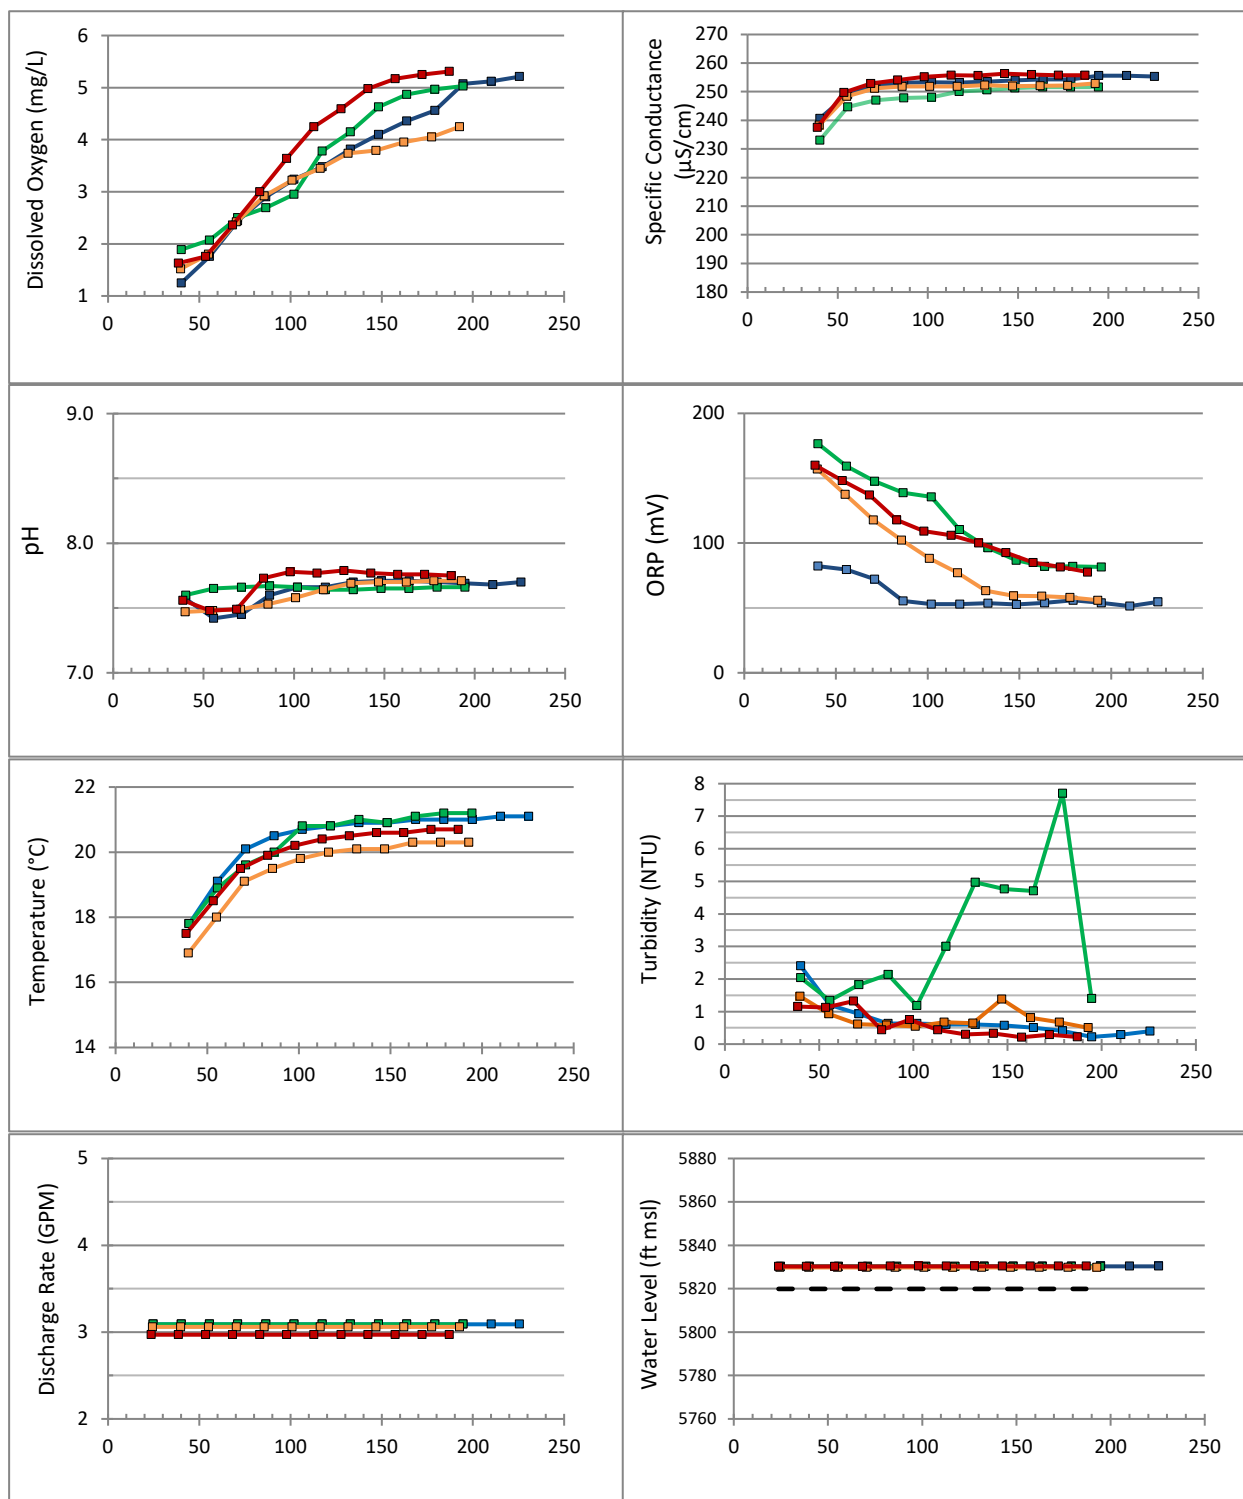 Dissolved Oxygen (mg/L)
6
5
4
3
2
1
0 50 100 150 200 250
Specific Conductance
(µS/cm)
270
260
250
240
230
220
210
200
190
180
0 50 100 150 200 250
pH
9.0
8.0
7.0
0 50 100 150 200 250
ORP (mV)
200
100
0
0 50 100 150 200 250
Temperature (°C)
22
20
18
16
14
0 50 100 150 200 250
Turbidity (NTU)
8
7
6
5
4
3
2
1
0
0 50 100 150 200 250
Discharge Rate (GPM)
5
4
3
2
0 50 100 150 200 250
Water Level (ft msl)
5880
5860
5840
5820
5800
5780
5760
0 50 100 150 200 250